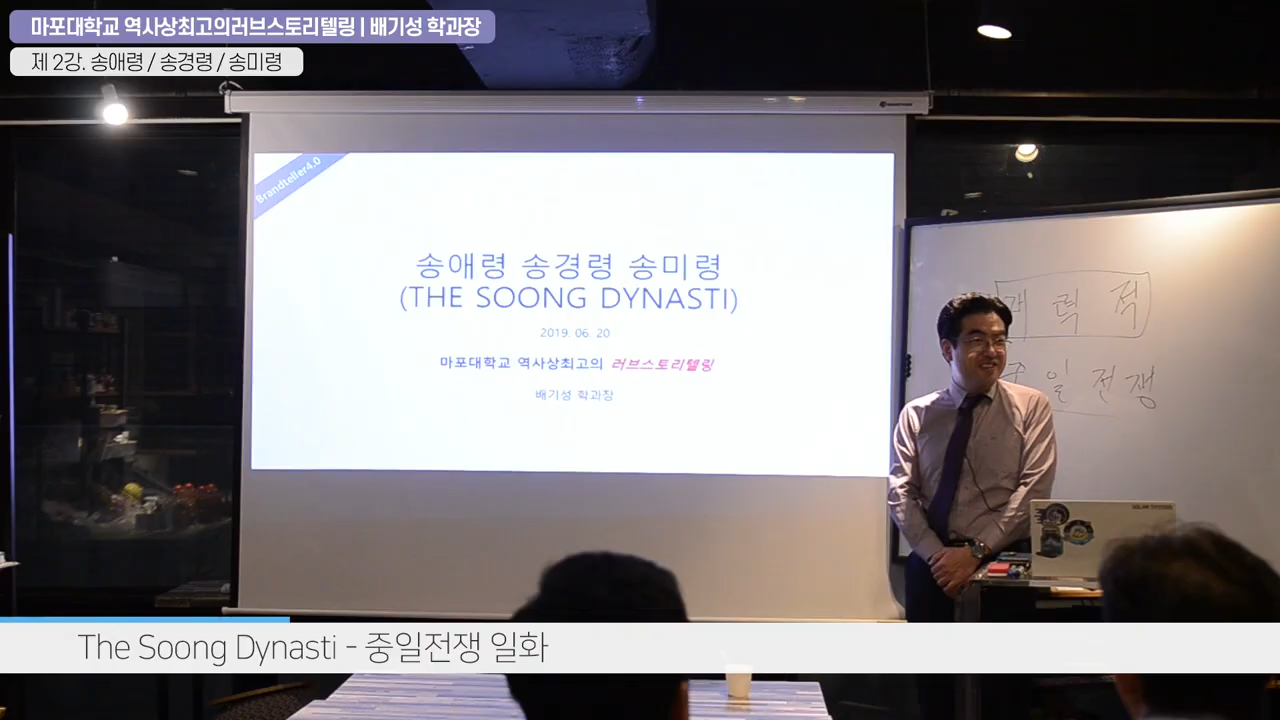 마포대학교 역사상최고의러브스토리텔링 | 배기성 학과장
제 2강. 송애령 / 송경령 / 송미령
Brandteller4.0
송애령 송경령 송미령
(THE SOONG DYNASTI)
2019. 06. 20
마포대학교 역사상최고의 러브스토리텔링
배기성 학과장
력 적
일 전 쟁
The Soong Dynasti - 중일전쟁 일화